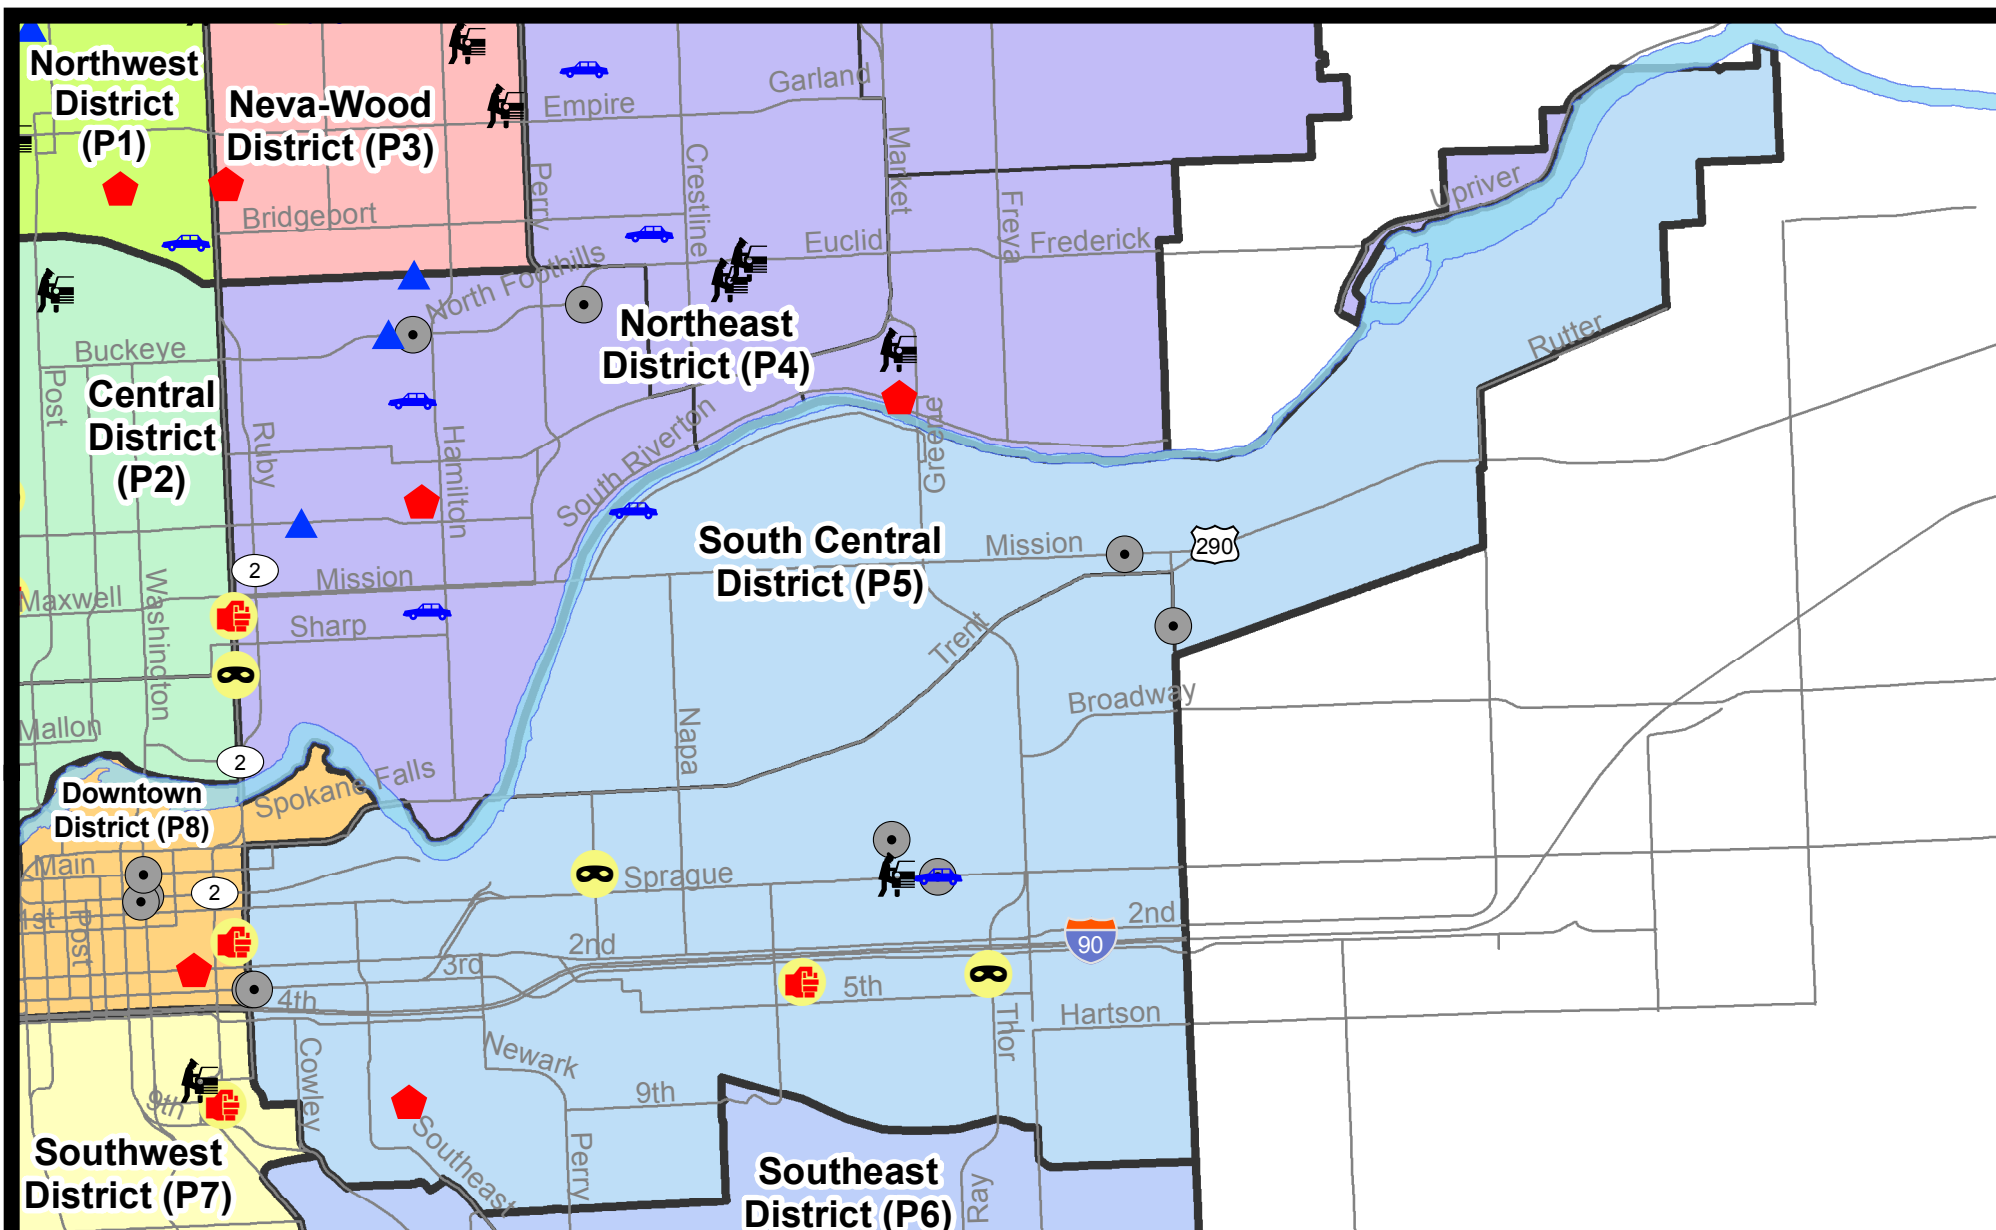 Northwest
District
(P1)
Neva-Wood
District (P3)
Garland
Empire
Market
Crestline
Perry
Freya
Upriver
Bridgeport
Euclid
Frederick
North Foothills
Northeast
District (P4)
Rutter
Buckeye
Post
Central
District
(P2)
Ruby
Hamilton
South Riverton
Greene
South Central
District (P5)
Mission
290
2
Mission
Maxwell
Washington
Sharp
Trent
Broadway
Mallon
Napa
2
Spokane Falls
Downtown
District (P8)
Main
2
Sprague
1st
Post
2nd
2nd
90
3rd
5th
4th
Hartson
Thor
Cowley
Newark
9th
9th
Southeast
Perry
Southwest
District (P7)
Southeast
District (P6)
Ray